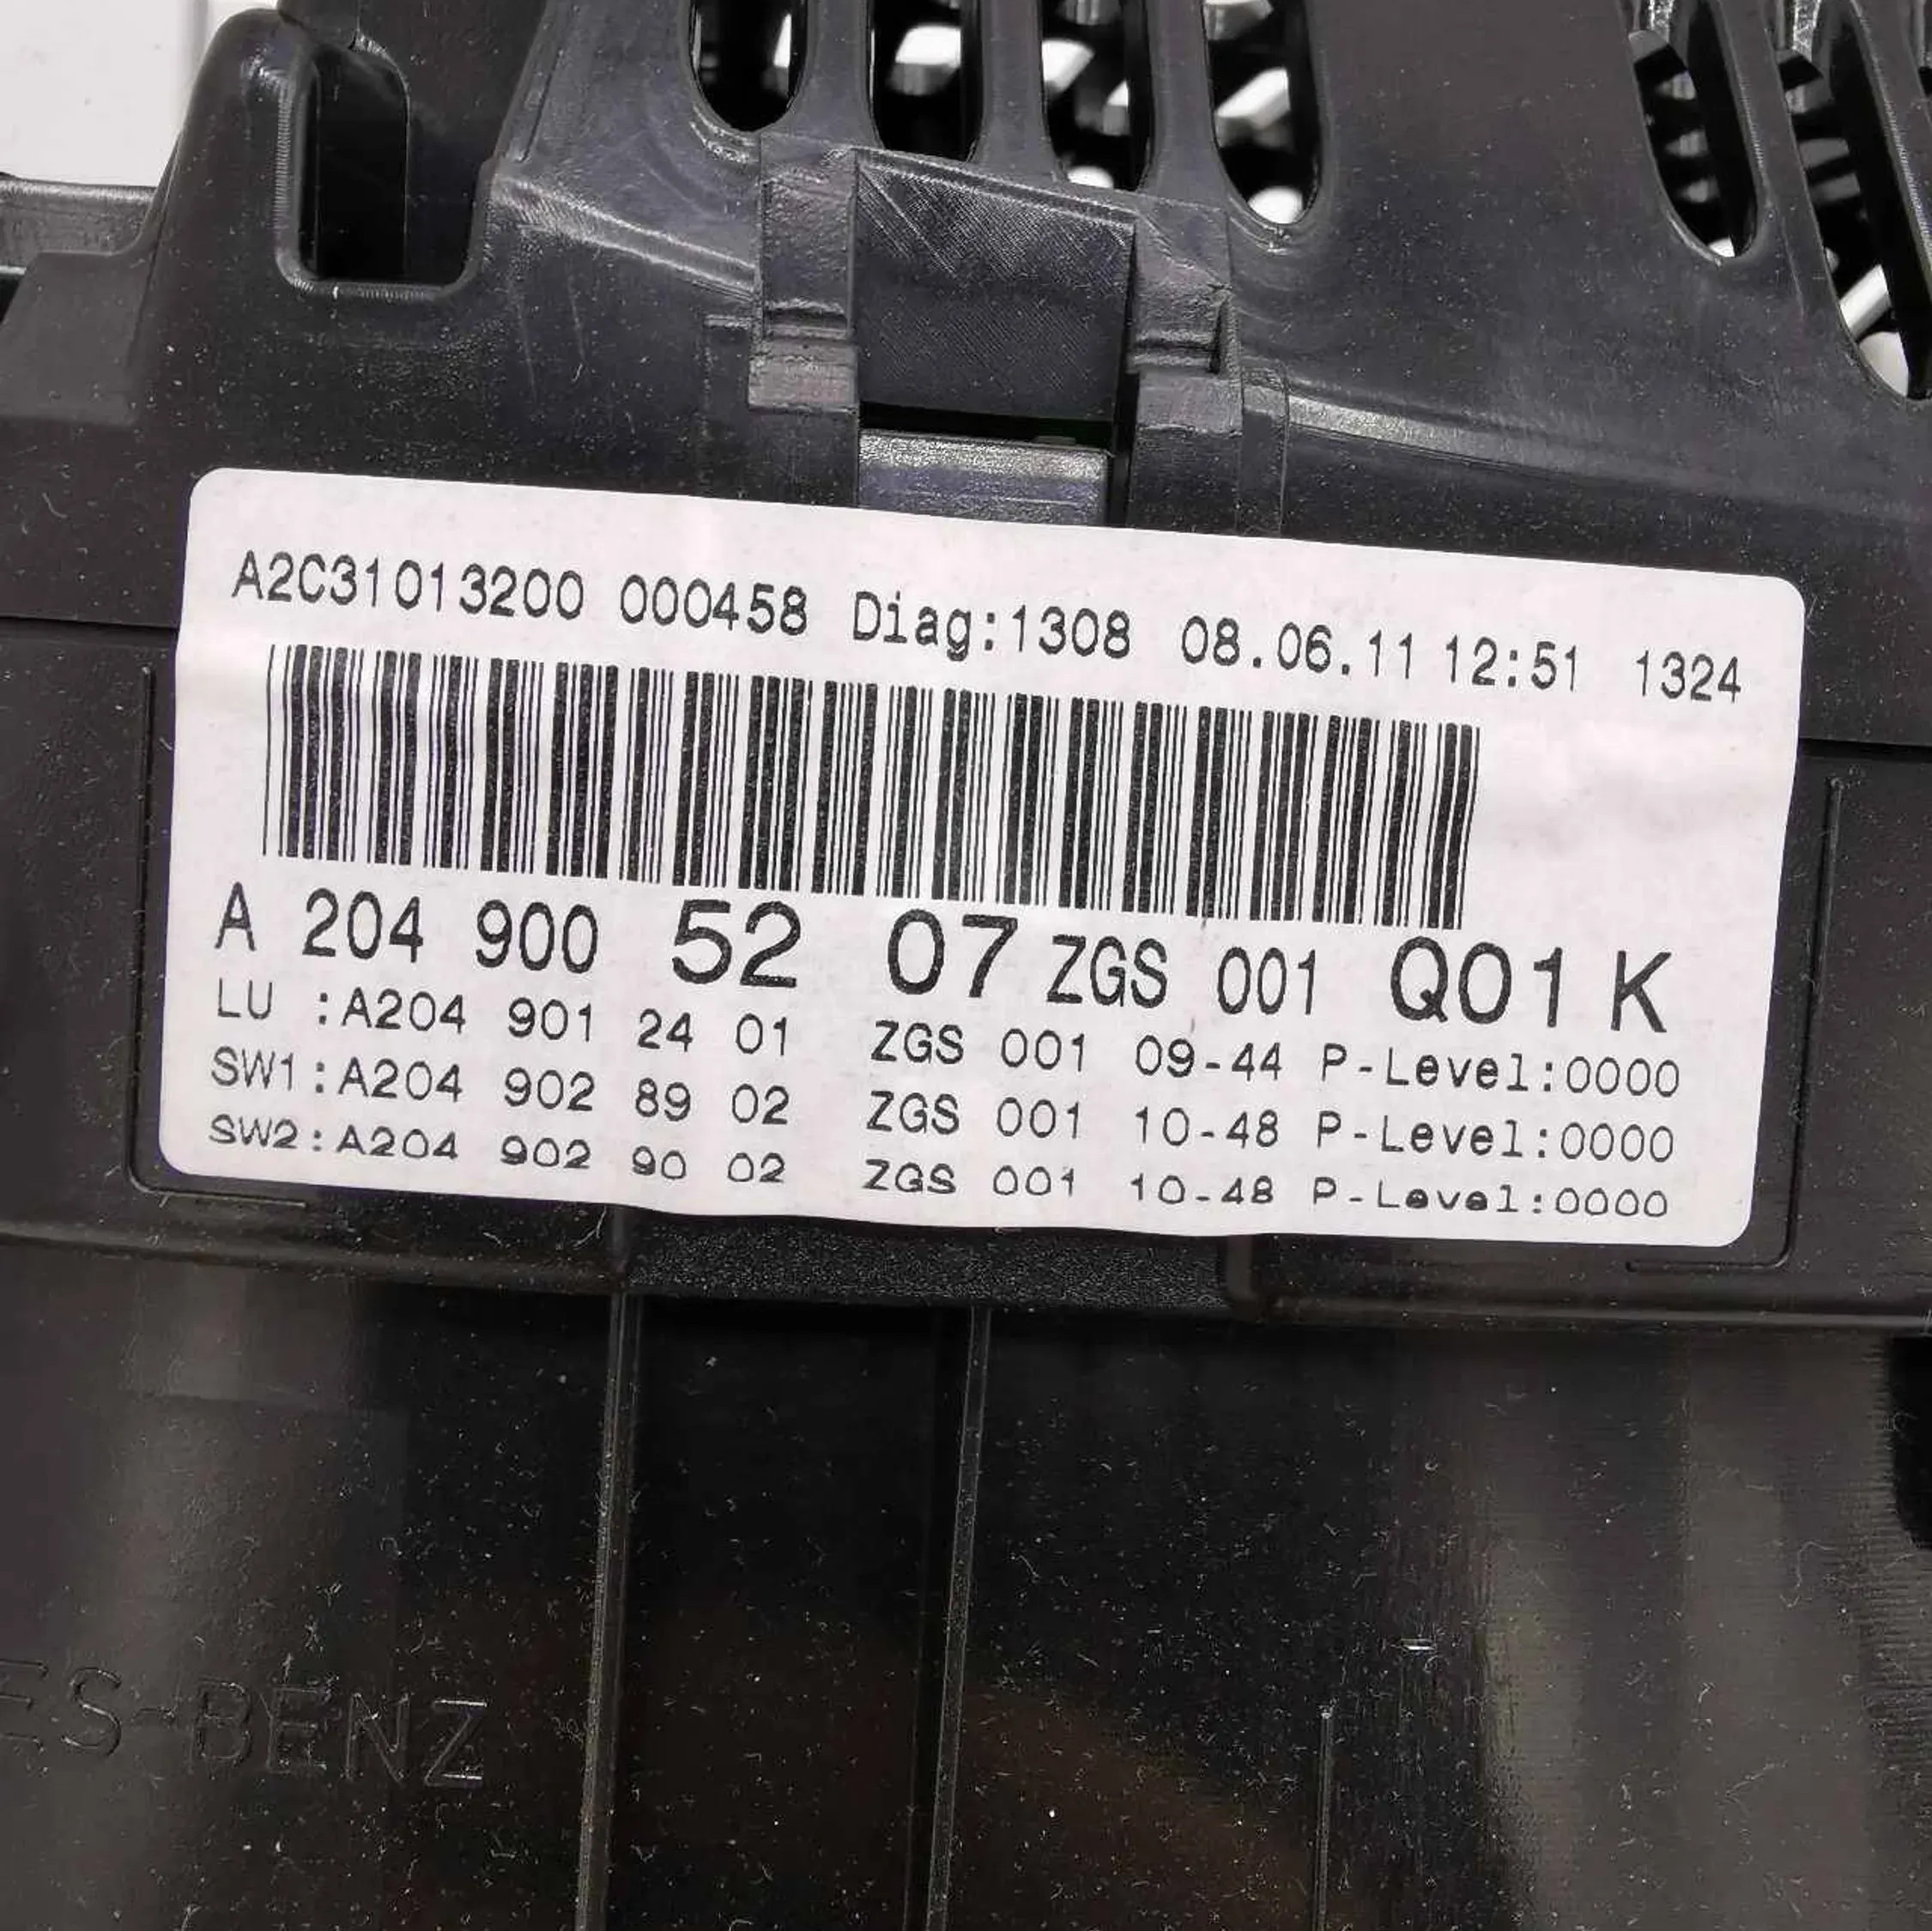 A2C31013200 000458 Diag:1308 08.06.11 12:51 1324
A 204 900 52 07 ZGS 001 Q01 K
LU :A204 901 24 01 ZGS 001 09-44 P-Level:0000
SW1:A204 902 89 02 ZGS 001 10-48 P-Level:0000
SW2:A204 902 90 02 ZGS 001 10-48 P-Level:0000
ES-BENZ